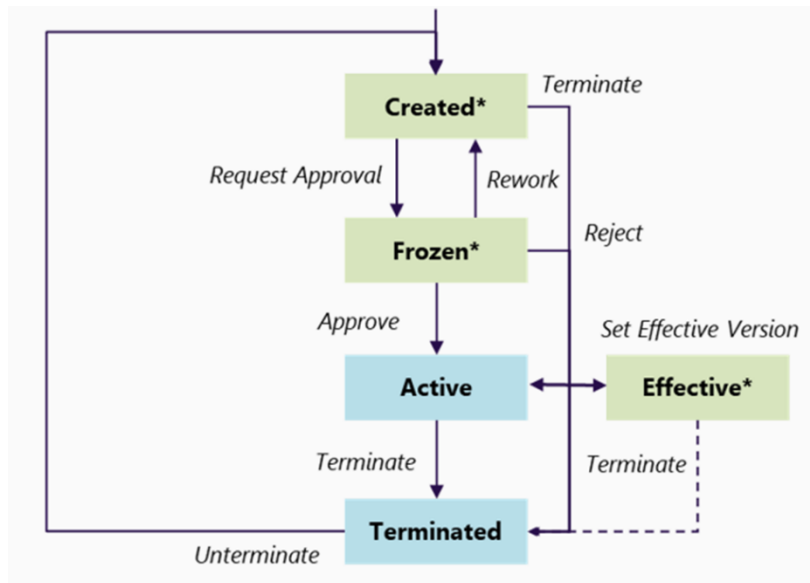 Created*
Terminate
Request Approval
Rework
Reject
Frozen*
Approve
Set Effective Version
Active
Effective*
Terminate
Terminate
Terminated
Unterminate